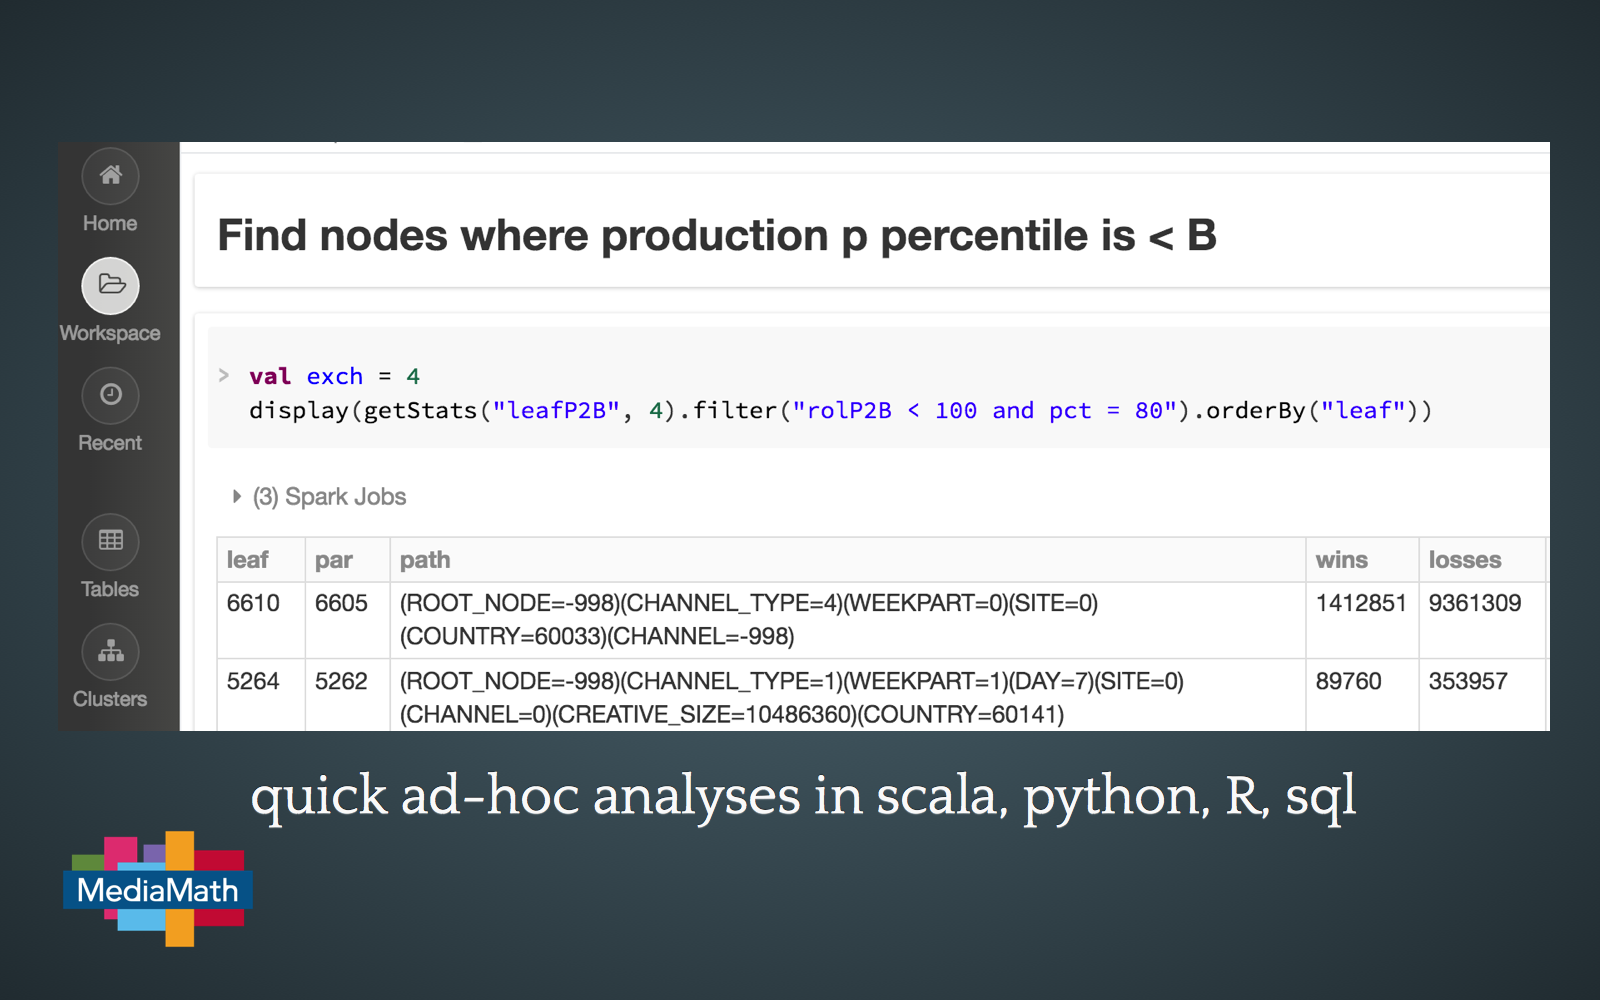 Home
Workspace
Recent
Tables
Clusters
Find nodes where production p percentile is < B
> val exch = 4
display(getStats("leafP2B", 4).filter("rolP2B < 100 and pct = 80").orderBy("leaf"))
(3) Spark Jobs
leaf par path wins losses
6610 6605 (ROOT_NODE=-998)(CHANNEL_TYPE=4)(WEEKPART=0)(SITE=0) 1412851 9361309
(COUNTRY=60033)(CHANNEL=-998)
5264 5262 (ROOT_NODE=-998)(CHANNEL_TYPE=1)(WEEKPART=1)(DAY=7)(SITE=0) 89760 353957
(CHANNEL=0)(CREATIVE_SIZE=10486360)(COUNTRY=60141)
quick ad-hoc analyses in scala, python, R, sql
MediaMath